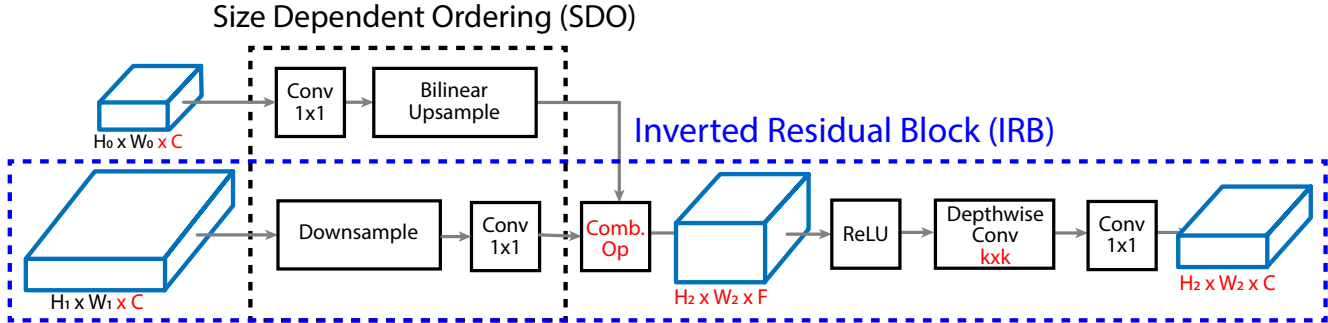 Size Dependent Ordering (SDO)
Conv
1x1
Bilinear
Upsample
H₀ x W₀ x C
Inverted Residual Block (IRB)
Downsample
Conv
1x1
Comb.
Op
ReLU
Depthwise
Conv
kxk
Conv
1x1
H₁ x W₁ x C
H₂ x W₂ x F
H₂ x W₂ x C